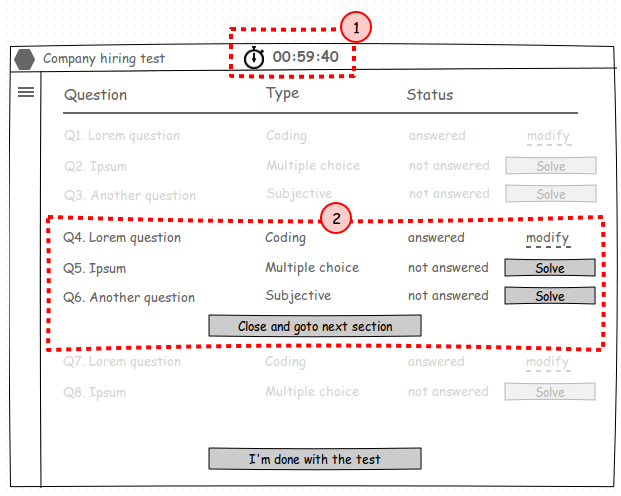 1
Company hiring test 00:59:40
Question Type Status
Q1. Lorem question Coding answered modify
Q2. Ipsum Multiple choice not answered Solve
Q3. Another question Subjective not answered Solve
2
Q4. Lorem question Coding answered modify
Q5. Ipsum Multiple choice not answered Solve
Q6. Another question Subjective not answered Solve
Close and goto next section
Q7. Lorem question Coding answered modify
Q8. Ipsum Multiple choice not answered Solve
I'm done with the test